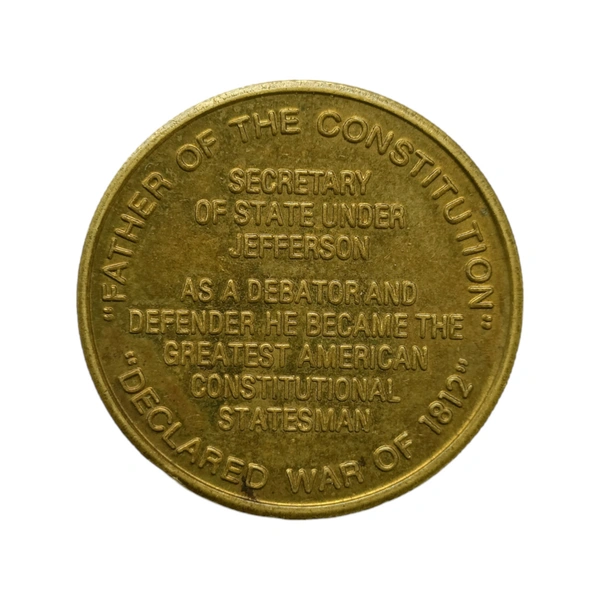 "FATHER OF THE CONSTITUTION"
SECRETARY
OF STATE UNDER
JEFFERSON
AS A DEBATOR AND
DEFENDER HE BECAME THE
GREATEST AMERICAN
CONSTITUTIONAL
STATESMAN
"DECLARED WAR OF 1812"